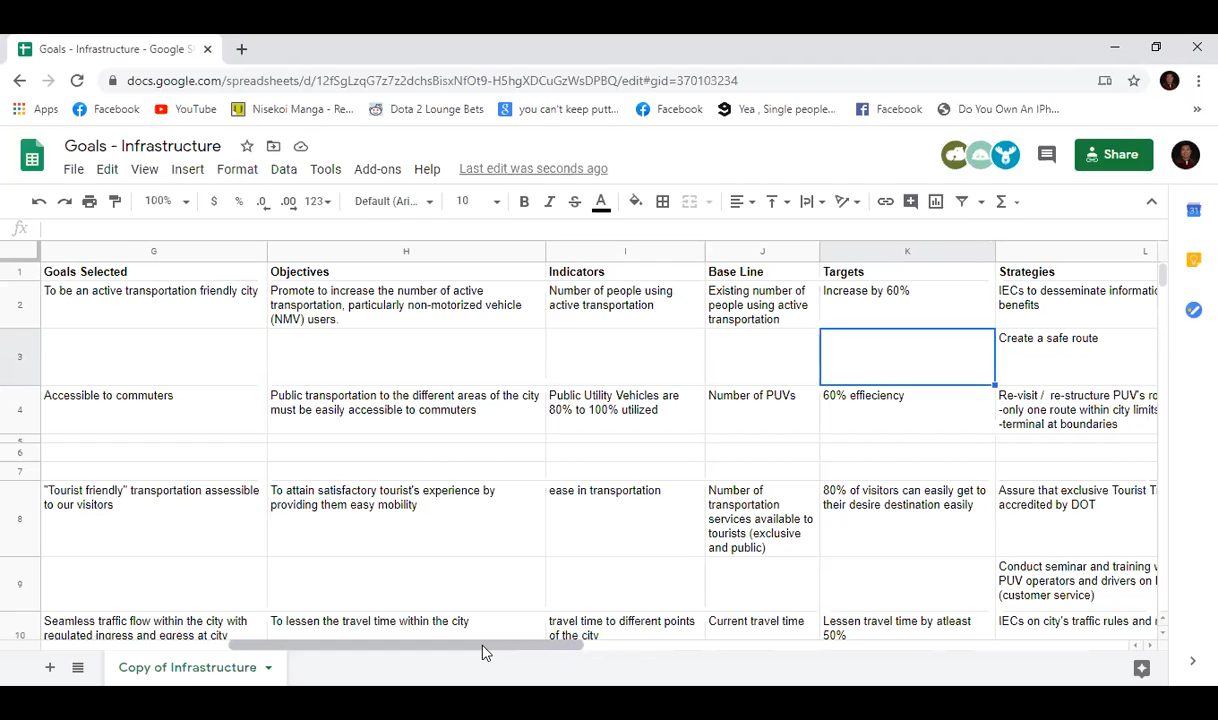 Goals - Infrastructure - Google S
docs.google.com/spreadsheets/d/12fSgLzqG7z7z2dchsBisxNfOt9-H5hgXDCuGzWsDPBQ/edit#gid=370103234
Apps Facebook YouTube Nisekoi Manga - Re... Dota 2 Lounge Bets you can't keep putt... Facebook Yea , Single people... Facebook Do You Own An IPh... »
Goals - Infrastructure
Share
File Edit View Insert Format Data Tools Add-ons Help Last edit was seconds ago
100% $ % .0 .00 123 Default (Ari... 10 B I S A Σ
fx
G H I J K L
1 Goals Selected Objectives Indicators Base Line Targets Strategies
2 To be an active transportation friendly city Promote to increase the number of active Number of people using Existing number of Increase by 60% IECs to desseminate informatio
transportation, particularly non-motorized vehicle active transportation people using active benefits
(NMV) users. transportation
3 Create a safe route
4 Accessible to commuters Public transportation to the different areas of the city Public Utility Vehicles are Number of PUVs 60% effieciency Re-visit / re-structure PUV's ro
must be easily accessible to commuters 80% to 100% utilized -only one route within city limits
-terminal at boundaries
5
6
7
8 "Tourist friendly" transportation assessible To attain satisfactory tourist's experience by ease in transportation Number of 80% of visitors can easily get to Assure that exclusive Tourist T
to our visitors providing them easy mobility transportation their desire destination easily accredited by DOT
services available to
tourists (exclusive
and public)
9 Conduct seminar and training
PUV operators and drivers on
(customer service)
10 Seamless traffic flow within the city with To lessen the travel time within the city travel time to different points Current travel time Lessen travel time by atleast IECs on city's traffic rules and
regulated ingress and egress at city of the city 50%
Copy of Infrastructure
31